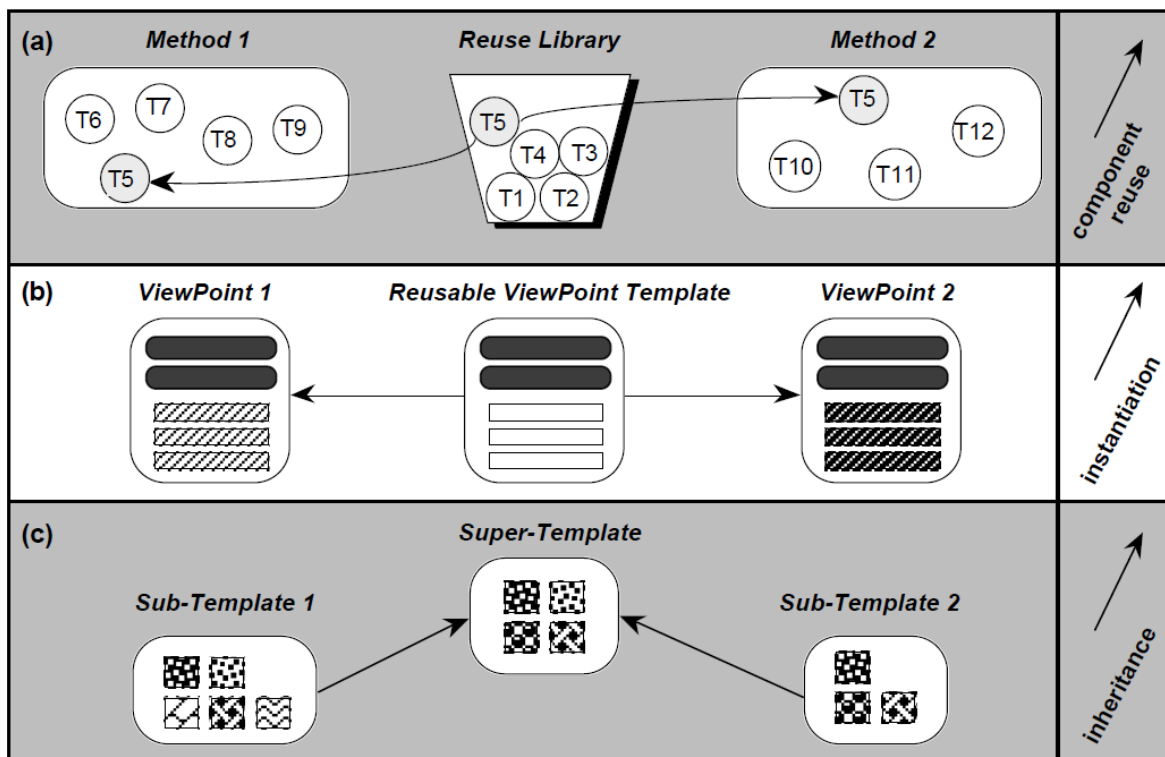 (a)
Method 1
Reuse Library
Method 2
T6
T7
T8
T9
T5
T5
T4
T3
T1
T2
T5
T12
T10
T11
component
reuse
(b)
ViewPoint 1
Reusable ViewPoint Template
ViewPoint 2
instantiation
(c)
Super-Template
Sub-Template 1
Sub-Template 2
inheritance